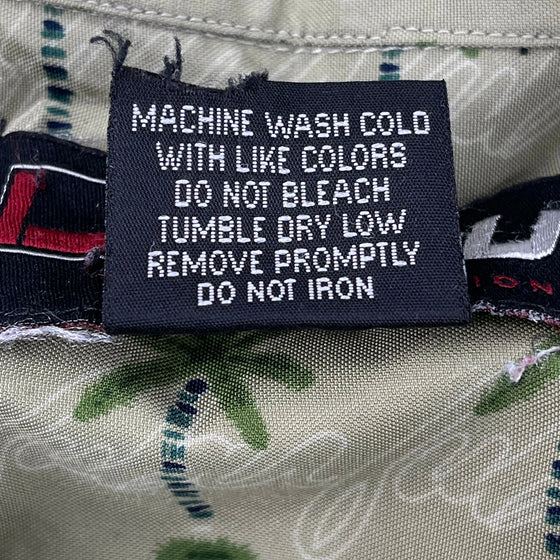 MACHINE WASH COLD
WITH LIKE COLORS
DO NOT BLEACH
TUMBLE DRY LOW
REMOVE PROMPTLY
DO NOT IRON